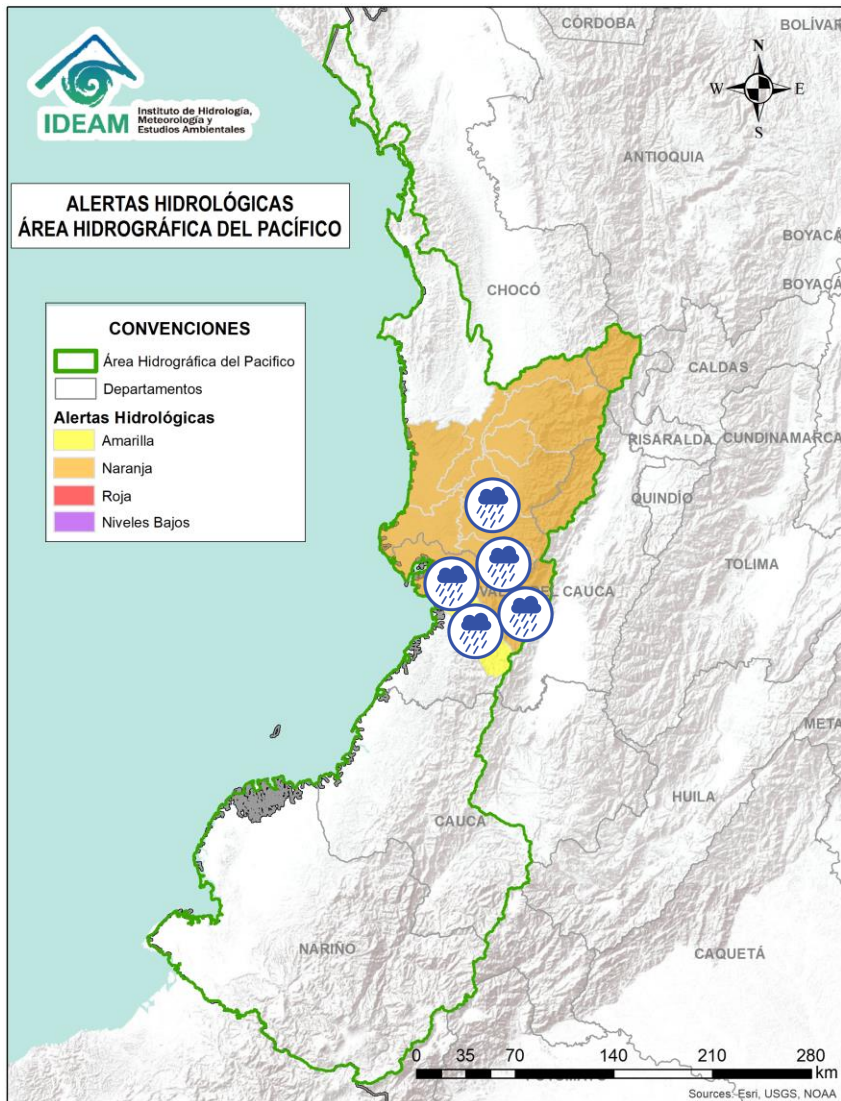 CÓRDOBA
BOLÍVAR
N
W
E
S
IDEAM
Instituto de Hidrología,
Meteorología y
Estudios Ambientales
ANTIOQUIA
ALERTAS HIDROLÓGICAS
ÁREA HIDROGRÁFICA DEL PACÍFICO
BOYACÁ
BOYACÁ
CHOCÓ
CONVENCIONES
Área Hidrográfica del Pacifico
Departamentos
Alertas Hidrológicas
Amarilla
Naranja
Roja
Niveles Bajos
CALDAS
RISARALDA
CUNDINAMARCA
QUINDÍO
TOLIMA
DEL CAUCA
META
HUILA
CAUCA
NARIÑO
CAQUETÁ
0 35 70 140 210 280
km
Sources: Esri, USGS, NOAA